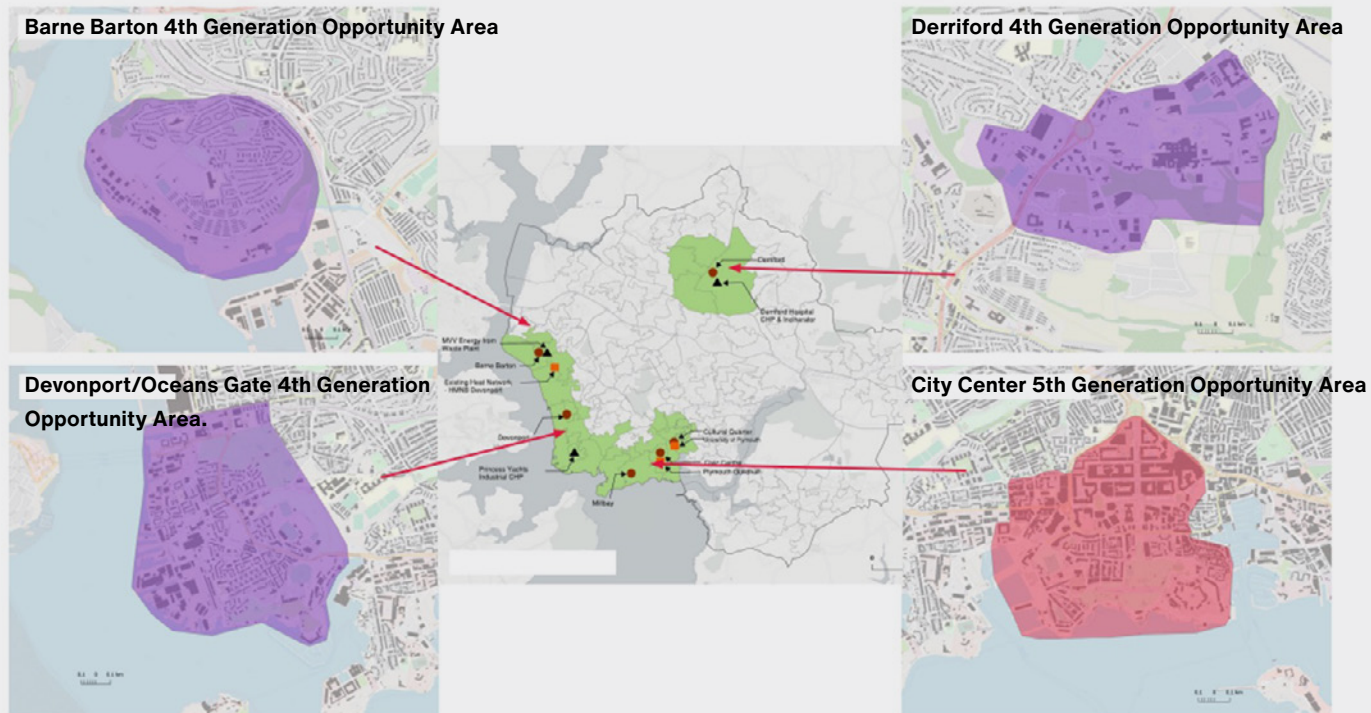 Barne Barton 4th Generation Opportunity Area
Derriford 4th Generation Opportunity Area
Derriford
Derriford Hospital
CHP & Incinerator
MVV Energy from
Waste Plant
Barne Barton
Existing Heat Network:
HMNB Devonport
Devonport
Princess Yachts
Industrial CHP
Millbay
Cultural Quarter
University of Plymouth
Civic Centre
Plymouth Guildhall
Devonport/Oceans Gate 4th Generation
Opportunity Area.
City Center 5th Generation Opportunity Area